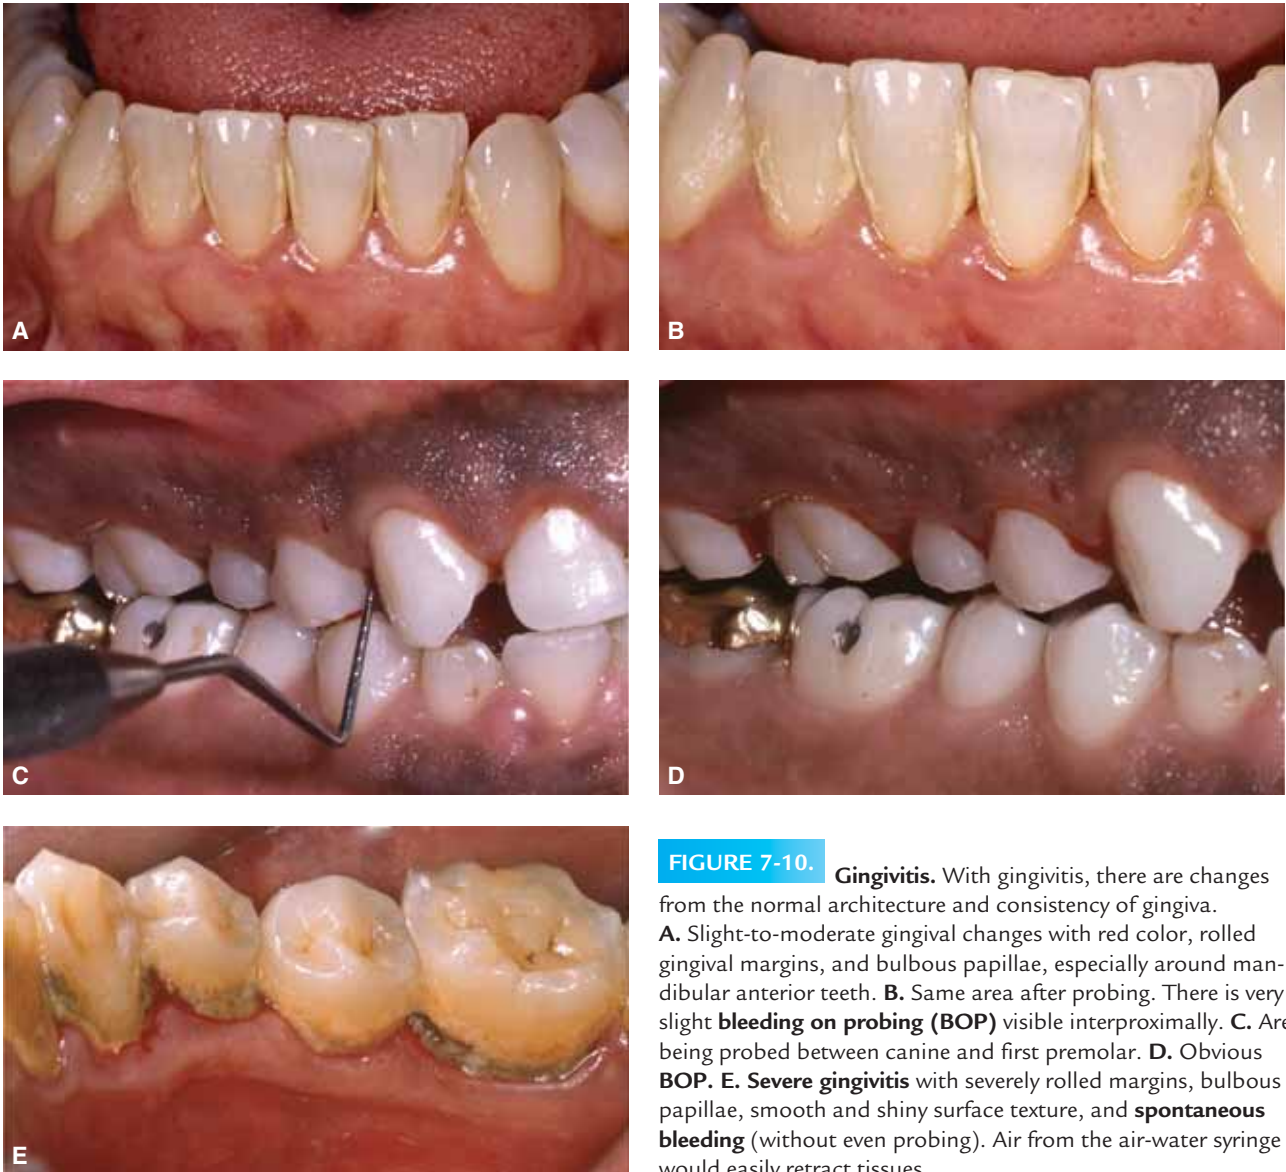 A
B
C
D
E
FIGURE 7-10. Gingivitis. With gingivitis, there are changes
from the normal architecture and consistency of gingiva.
A. Slight-to-moderate gingival changes with red color, rolled
gingival margins, and bulbous papillae, especially around man-
dibular anterior teeth. B. Same area after probing. There is very
slight bleeding on probing (BOP) visible interproximally. C.
being probed between canine and first premolar. D. Obvious
BOP. E. Severe gingivitis with severely rolled margins, bulbous
papillae, smooth and shiny surface texture, and spontaneous
bleeding (without even probing). Air from the air-water syringe
would easily retract tissues